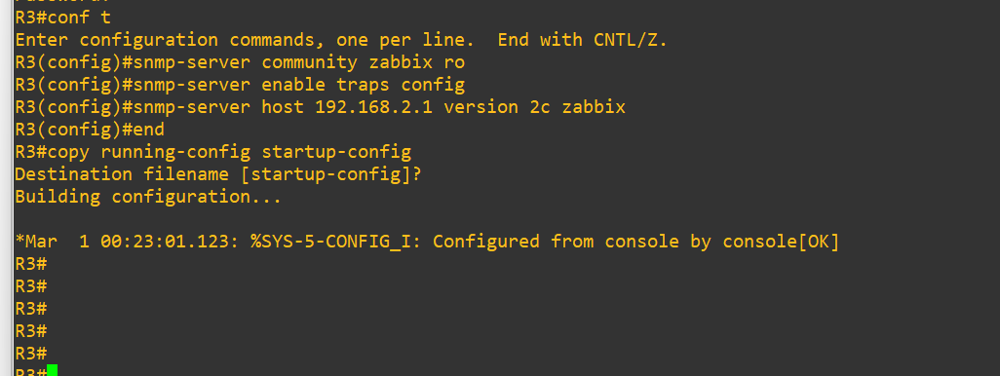 R3#conf t
Enter configuration commands, one per line.  End with CNTL/Z.
R3(config)#snmp-server community zabbix ro
R3(config)#snmp-server enable traps config
R3(config)#snmp-server host 192.168.2.1 version 2c zabbix
R3(config)#end
R3#copy running-config startup-config
Destination filename [startup-config]?
Building configuration...

*Mar  1 00:23:01.123: %SYS-5-CONFIG_I: Configured from console by console[OK]
R3#
R3#
R3#
R3#
R3#
R3#